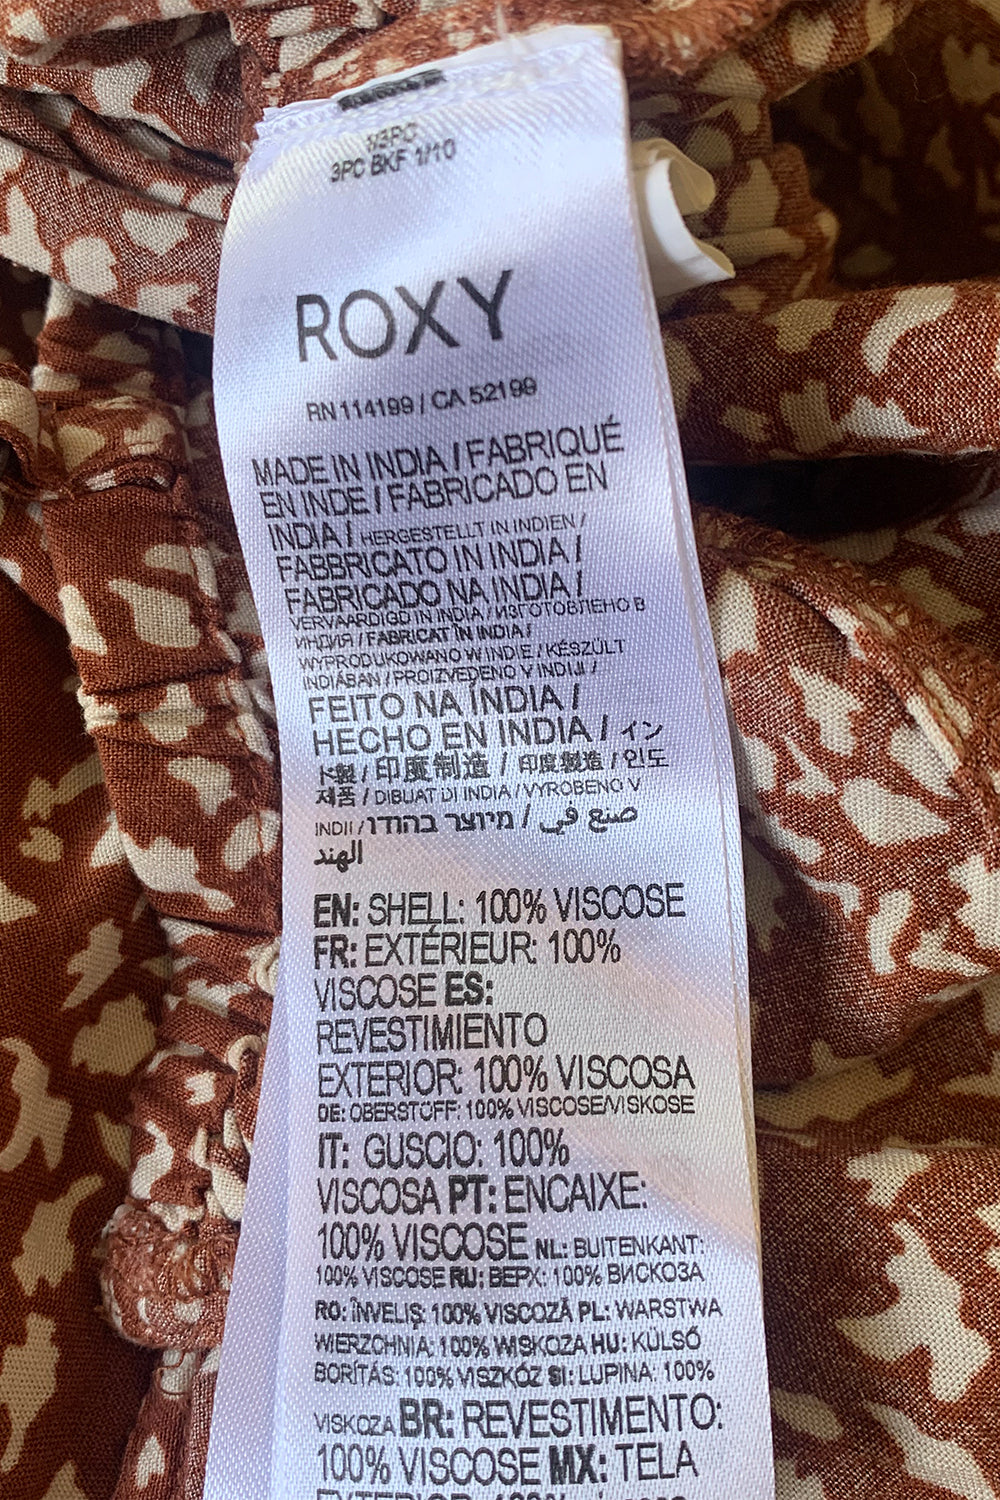 3PC BKF 1/10
ROXY
RN 114199 / CA 52199
MADE IN INDIA / FABRIQUÉ
EN INDE / FABRICADO EN
INDIA / HERGESTELLT IN INDIEN /
FABBRICATO IN INDIA /
FABRICADO NA INDIA /
VERVAARDIGD IN INDIA / ИЗГОТОВЛЕНО В
ИНДИЯ / FABRICAT ÎN INDIA /
WYPRODUKOWANO W INDIE / KÉSZÜLT
INDIÁBAN / PROIZVEDENO V INDIJI /
FEITO NA ÍNDIA /
HECHO EN INDIA / イン
ド製 / 印度制造 / 印度製造 / 인도
제품 / DIBUAT DI INDIA / VYROBENO V
INDII / מיוצר בהודו / صنع في
الهند
EN: SHELL: 100% VISCOSE
FR: EXTÉRIEUR: 100%
VISCOSE ES:
REVESTIMIENTO
EXTERIOR: 100% VISCOSA
DE: OBERSTOFF: 100% VISCOSE/VISKOSE
IT: GUSCIO: 100%
VISCOSA PT: ENCAIXE:
100% VISCOSE NL: BUITENKANT:
100% VISCOSE RU: ВЕРХ: 100% ВИСКОЗА
RO: ÎNVELIŞ: 100% VISCOZĂ PL: WARSTWA
WIERZCHNIA: 100% WISKOZA HU: KÜLSŐ
BORÍTÁS: 100% VISZKÓZ SI: LUPINA: 100%
VISKOZA BR: REVESTIMENTO:
100% VISCOSE MX: TELA